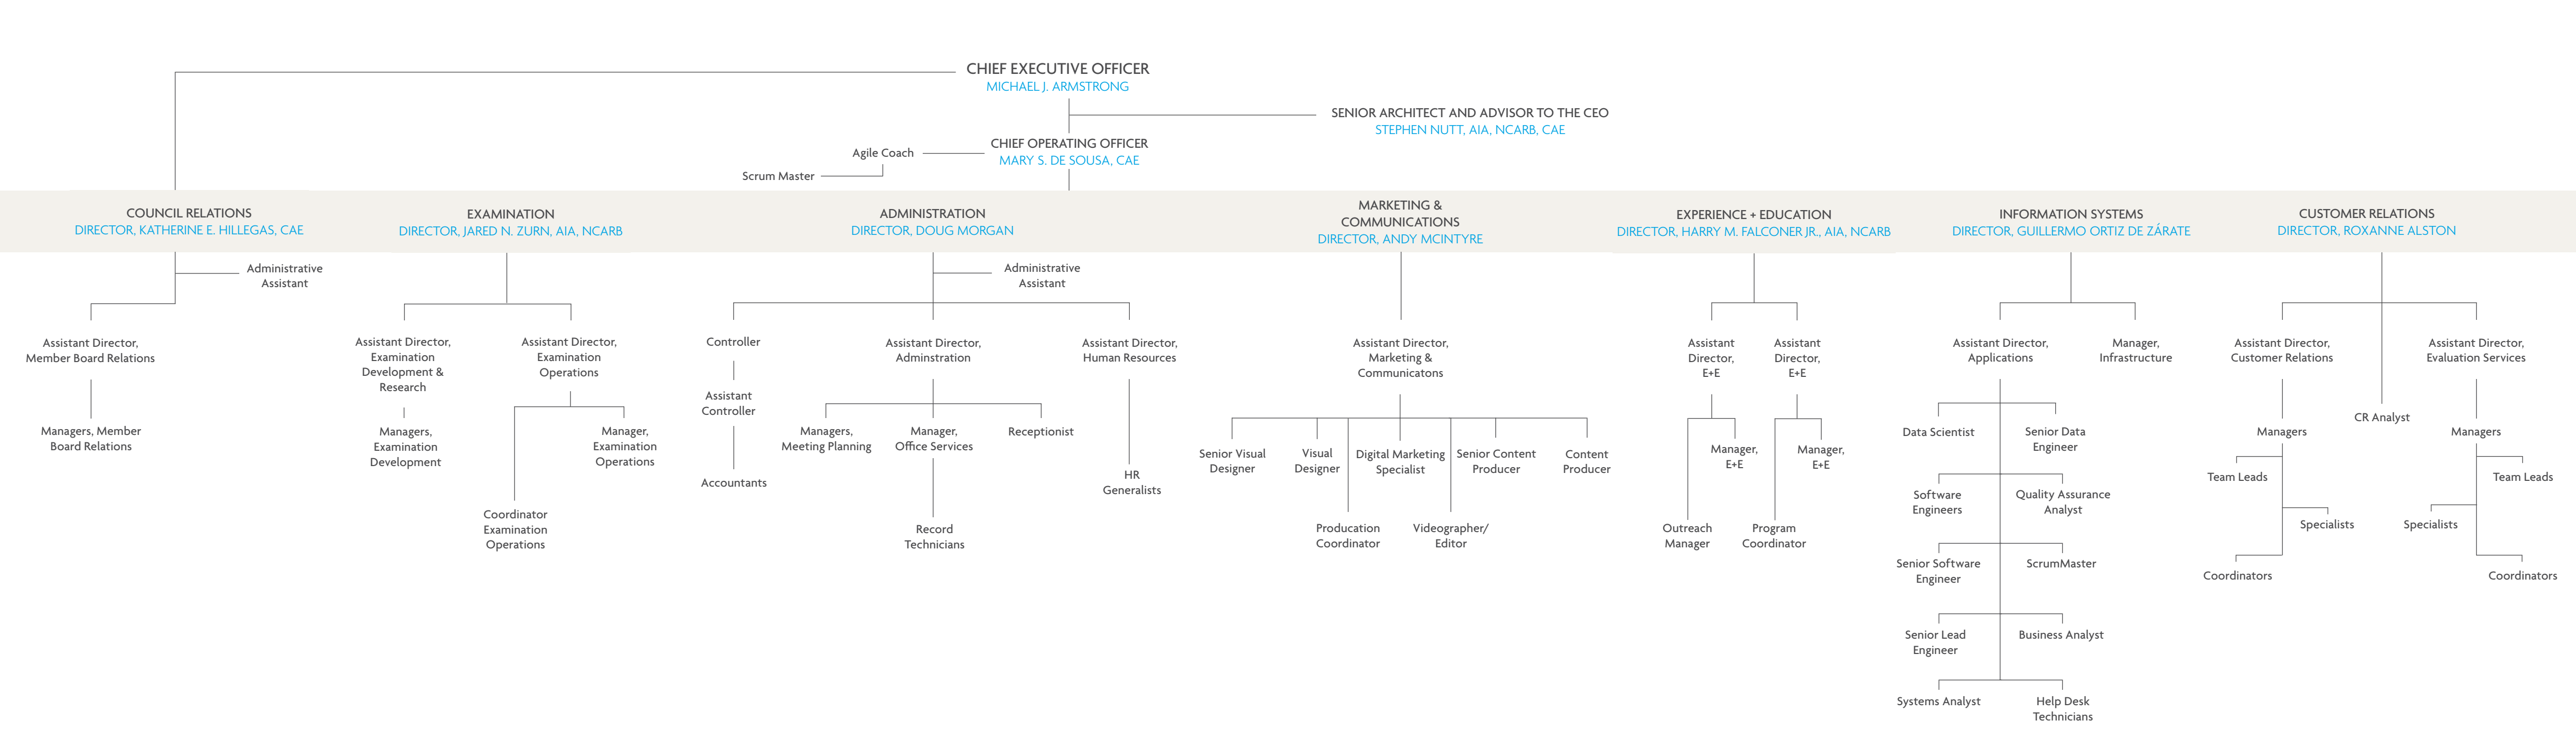 CHIEF EXECUTIVE OFFICER
MICHAEL J. ARMSTRONG
SENIOR ARCHITECT AND ADVISOR TO THE CEO
STEPHEN NUTT, AIA, NCARB, CAE
CHIEF OPERATING OFFICER
MARY S. DE SOUSA, CAE
Agile Coach
Scrum Master
COUNCIL RELATIONS
DIRECTOR, KATHERINE E. HILLEGAS, CAE
EXAMINATION
DIRECTOR, JARED N. ZURN, AIA, NCARB
ADMINISTRATION
DIRECTOR, DOUG MORGAN
MARKETING &
COMMUNICATIONS
DIRECTOR, ANDY MCINTYRE
EXPERIENCE + EDUCATION
DIRECTOR, HARRY M. FALCONER JR., AIA, NCARB
INFORMATION SYSTEMS
DIRECTOR, GUILLERMO ORTIZ DE ZÁRATE
CUSTOMER RELATIONS
DIRECTOR, ROXANNE ALSTON
Administrative
Assistant
Assistant Director,
Member Board Relations
Managers, Member
Board Relations
Assistant Director,
Examination
Development &
Research
Managers,
Examination
Development
Assistant Director,
Examination
Operations
Manager,
Examination
Operations
Coordinator
Examination
Operations
Administrative
Assistant
Controller
Assistant
Controller
Accountants
Assistant Director,
Adminstration
Managers,
Meeting Planning
Manager,
Office Services
Receptionist
Record
Technicians
Assistant Director,
Human Resources
HR
Generalists
Assistant Director,
Marketing &
Communicatons
Senior Visual
Designer
Visual
Designer
Digital Marketing
Specialist
Senior Content
Producer
Content
Producer
Producation
Coordinator
Videographer/
Editor
Assistant
Director,
E+E
Manager,
E+E
Outreach
Manager
Assistant
Director,
E+E
Manager,
E+E
Program
Coordinator
Assistant Director,
Applications
Manager,
Infrastructure
Data Scientist
Senior Data
Engineer
Software
Engineers
Quality Assurance
Analyst
Senior Software
Engineer
ScrumMaster
Senior Lead
Engineer
Business Analyst
Systems Analyst
Help Desk
Technicians
Assistant Director,
Customer Relations
Managers
Team Leads
Specialists
Coordinators
CR Analyst
Assistant Director,
Evaluation Services
Managers
Team Leads
Specialists
Coordinators